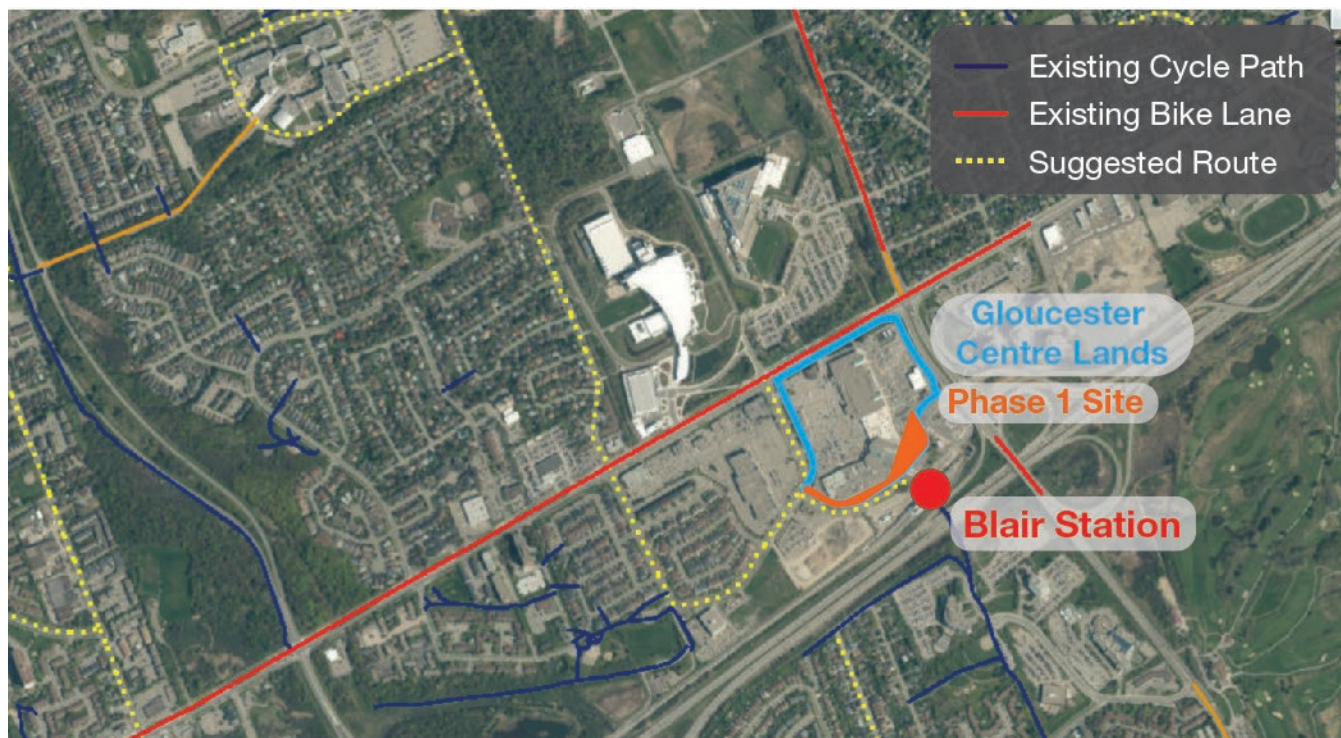 Existing Cycle Path
Existing Bike Lane
Suggested Route
Gloucester
Centre Lands
Phase 1 Site
Blair Station